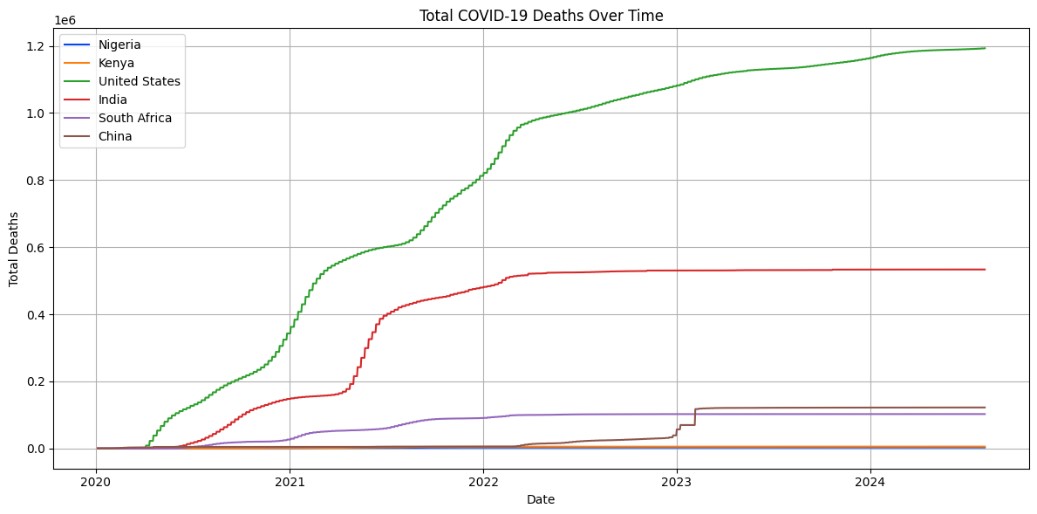 Total COVID-19 Deaths Over Time
1e6
Nigeria
Kenya
United States
India
South Africa
China
1.2
1.0
0.8
0.6
0.4
0.2
0.0
Total Deaths
2020 2021 2022 2023 2024
Date